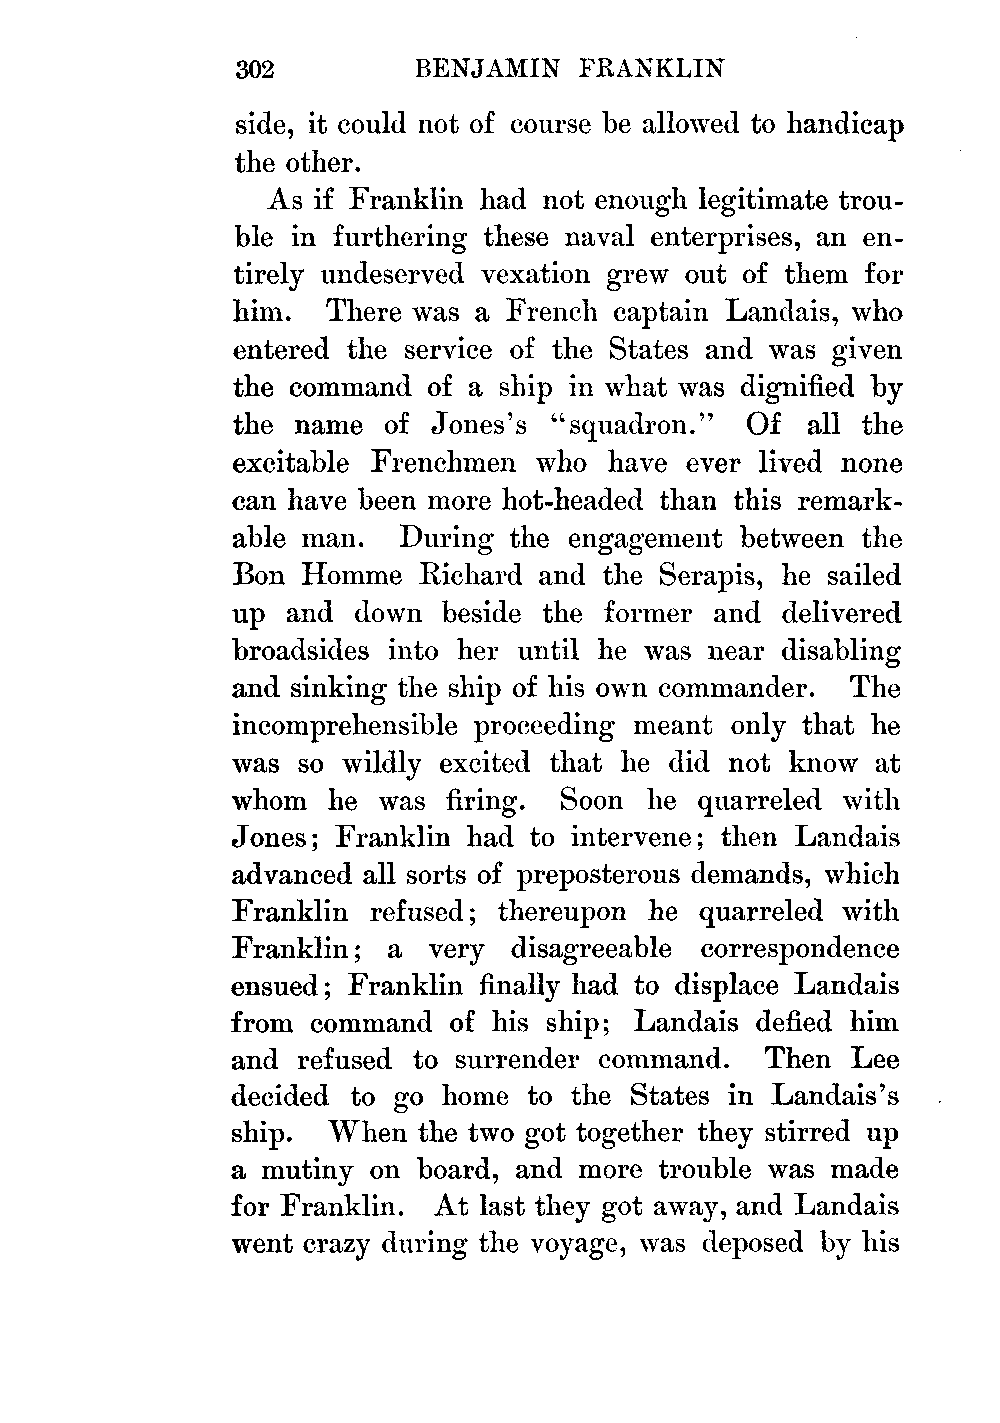 302 BENJAMIN FRANKLIN
side, it could not of course be allowed to handicap
the other.
As if Franklin had not enough legitimate trou-
ble in furthering these naval enterprises, an en-
tirely undeserved vexation grew out of them for
him. There was a French captain Landais, who
entered the service of the States and was given
the command of a ship in what was dignified by
the name of Jones's "squadron." Of all the
excitable Frenchmen who have ever lived none
can have been more hot-headed than this remark-
able man. During the engagement between the
Bon Homme Richard and the Serapis, he sailed
up and down beside the former and delivered
broadsides into her until he was near disabling
and sinking the ship of his own commander. The
incomprehensible proceeding meant only that he
was so wildly excited that he did not know at
whom he was firing. Soon he quarreled with
Jones; Franklin had to intervene; then Landais
advanced all sorts of preposterous demands, which
Franklin refused; thereupon he quarreled with
Franklin; a very disagreeable correspondence
ensued; Franklin finally had to displace Landais
from command of his ship; Landais defied him
and refused to surrender command. Then Lee
decided to go home to the States in Landais's
ship. When the two got together they stirred up
a mutiny on board, and more trouble was made
for Franklin. At last they got away, and Landais
went crazy during the voyage, was deposed by his